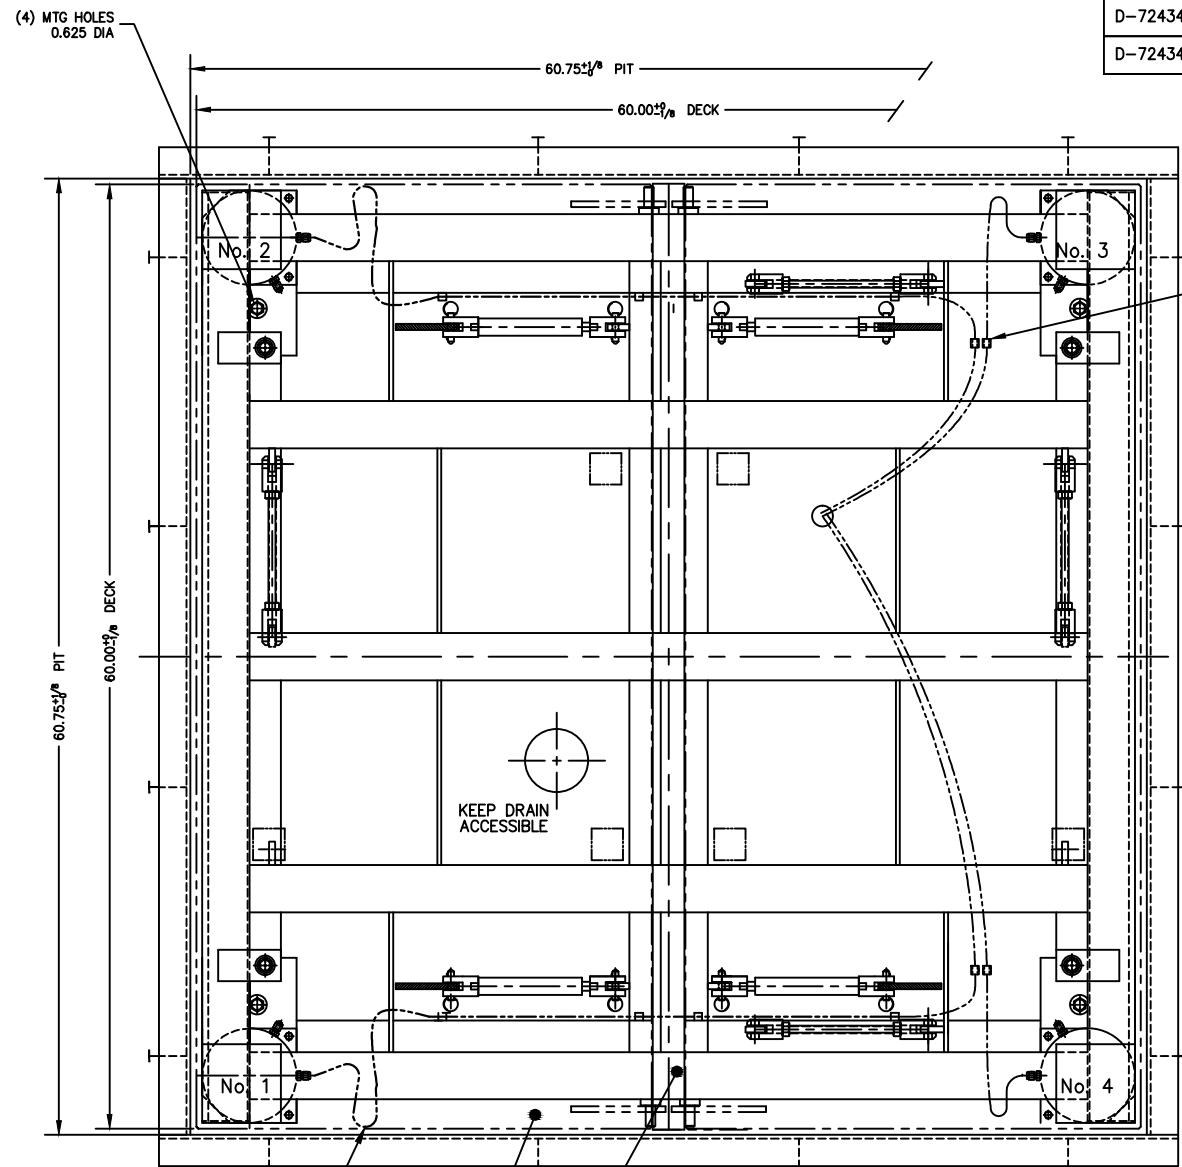 D-72434
D-72434
(4) MTG HOLES
0.625 DIA
60.75+1/8-0 PIT
60.00+0-1/8 DECK
No. 2
No. 3
60.75+1/8-0 PIT
60.00+0-1/8 DECK
KEEP DRAIN
ACCESSIBLE
No. 1
No. 4